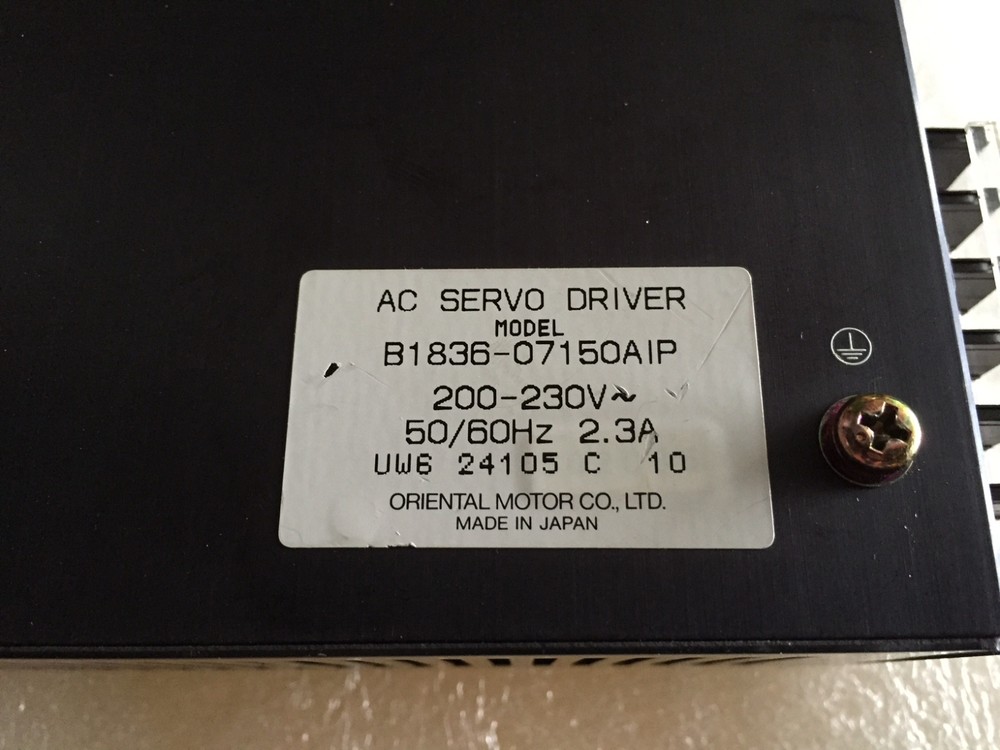 AC SERVO DRIVER
MODEL
B1836-07150AIP
200-230V~
50/60Hz 2.3A
UW6 24105 C 10
ORIENTAL MOTOR CO., LTD.
MADE IN JAPAN